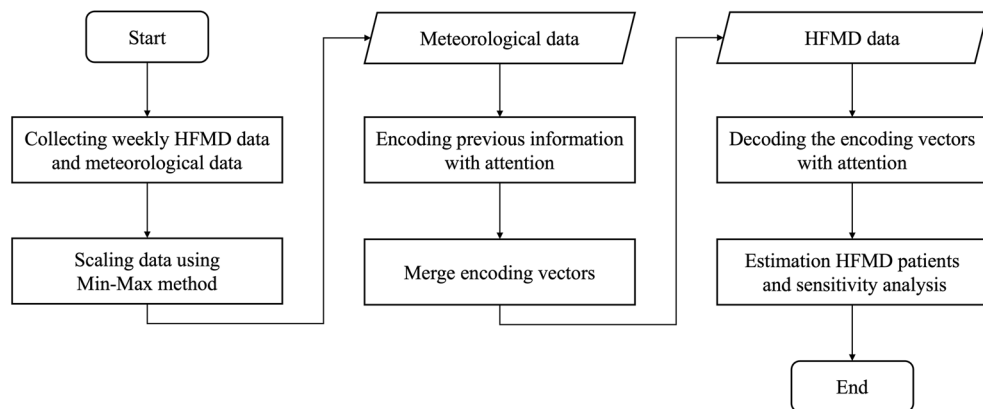 Start
Collecting weekly HFMD data
and meteorological data
Scaling data using
Min-Max method
Meteorological data
Encoding previous information
with attention
Merge encoding vectors
HFMD data
Decoding the encoding vectors
with attention
Estimation HFMD patients
and sensitivity analysis
End